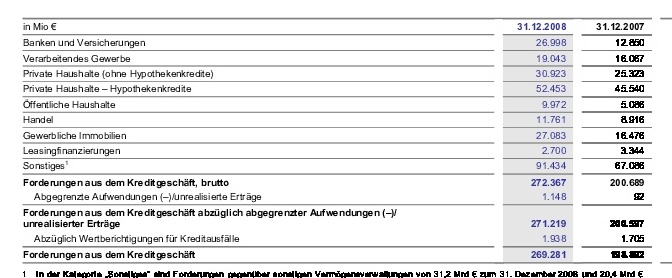 in Mio € 31.12.2008 31.12.2007
Banken und Versicherungen 26.998 12.850
Verarbeitendes Gewerbe 19.043 16.067
Private Haushalte (ohne Hypothekenkredite) 30.923 25.323
Private Haushalte – Hypothekenkredite 52.453 45.540
Öffentliche Haushalte 9.972 5.086
Handel 11.761 8.916
Gewerbliche Immobilien 27.083 16.476
Leasingfinanzierungen 2.700 3.344
Sonstiges¹ 91.434 67.086
Forderungen aus dem Kreditgeschäft, brutto 272.367 200.689
Abgegrenzte Aufwendungen (–)/unrealisierte Erträge 1.148 92
Forderungen aus dem Kreditgeschäft abzüglich abgegrenzter Aufwendungen (–)/
unrealisierter Erträge 271.219
Abzüglich Wertberichtigungen für Kreditausfälle 1.938 1.705
Forderungen aus dem Kreditgeschäft 269.281
1 In der Kategorie „Sonstiges“ sind Forderungen gegenüber sonstigen Vermögensverwaltungen von 31,2 Mrd € zum 31. Dezember 2008 und 20,4 Mrd €